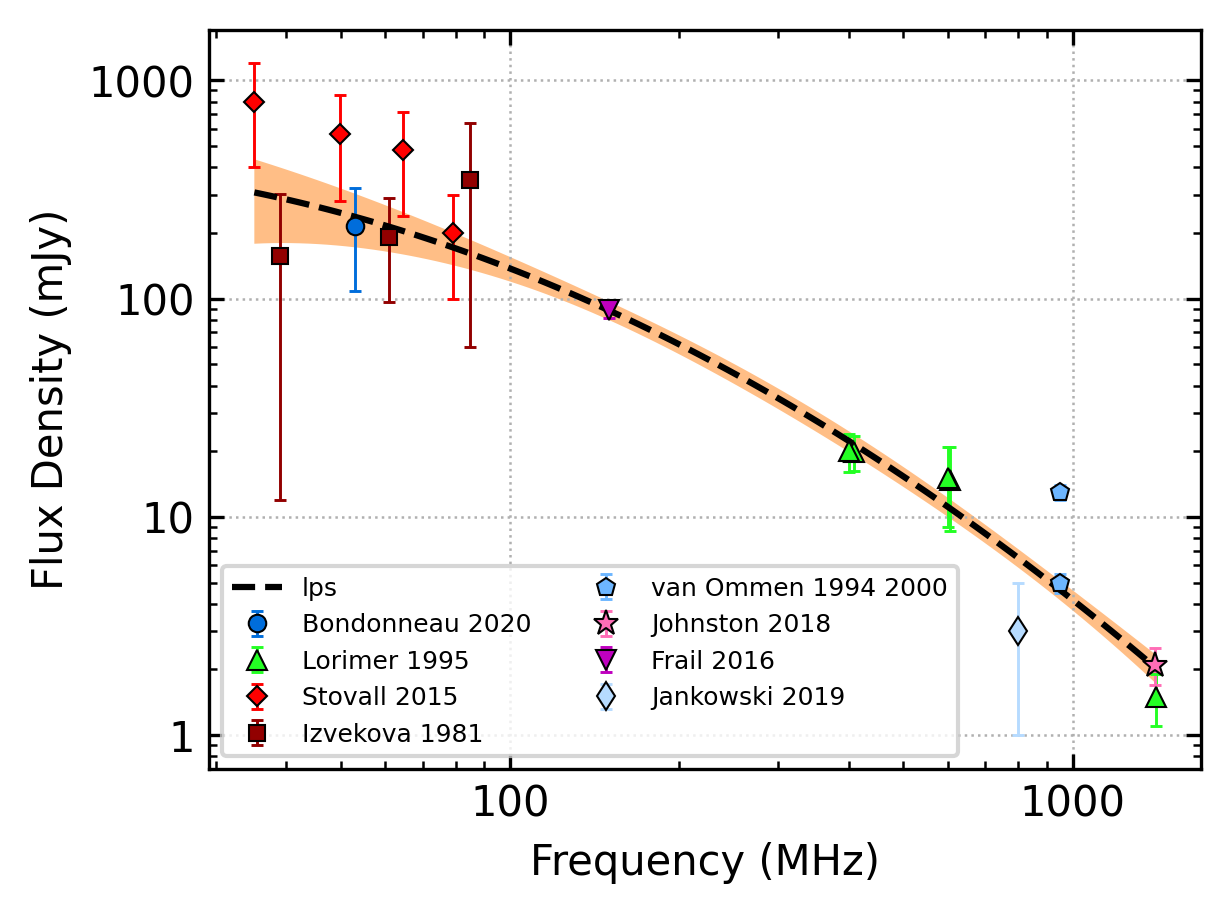 1000
100
10
1
Flux Density (mJy)
lps
Bondonneau 2020
Lorimer 1995
Stovall 2015
Izvekova 1981
van Ommen 1994 2000
Johnston 2018
Frail 2016
Jankowski 2019
100
1000
Frequency (MHz)